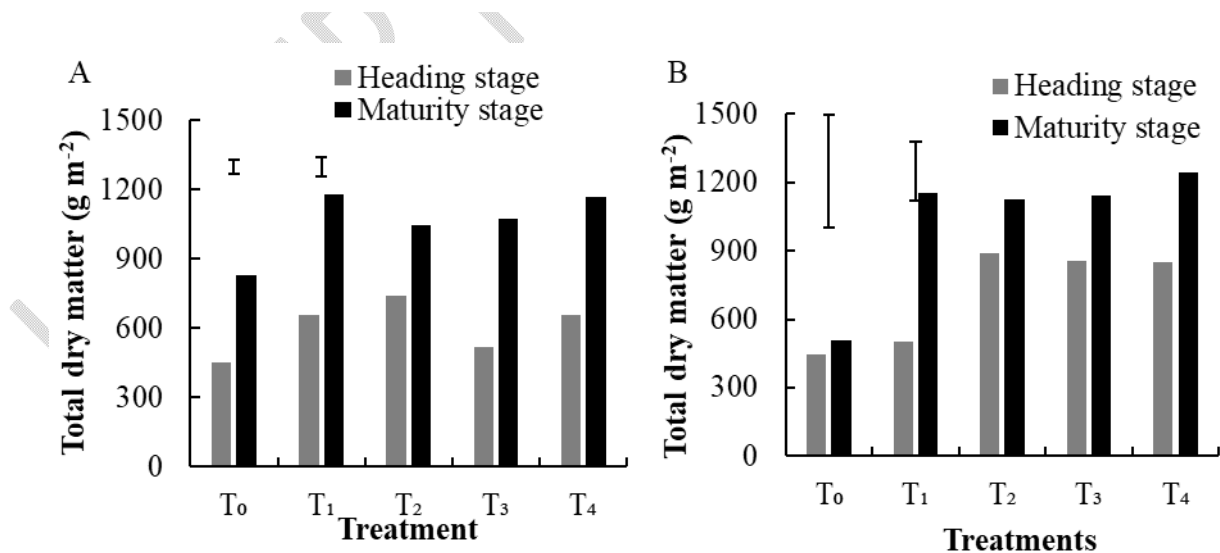 A
Heading stage
Maturity stage
Total dry matter (g m⁻²)
1500
1200
900
600
300
0
T₀ T₁ T₂ T₃ T₄
Treatment
B
Heading stage
Maturity stage
Total dry matter (g m⁻²)
1500
1200
900
600
300
0
T₀ T₁ T₂ T₃ T₄
Treatments